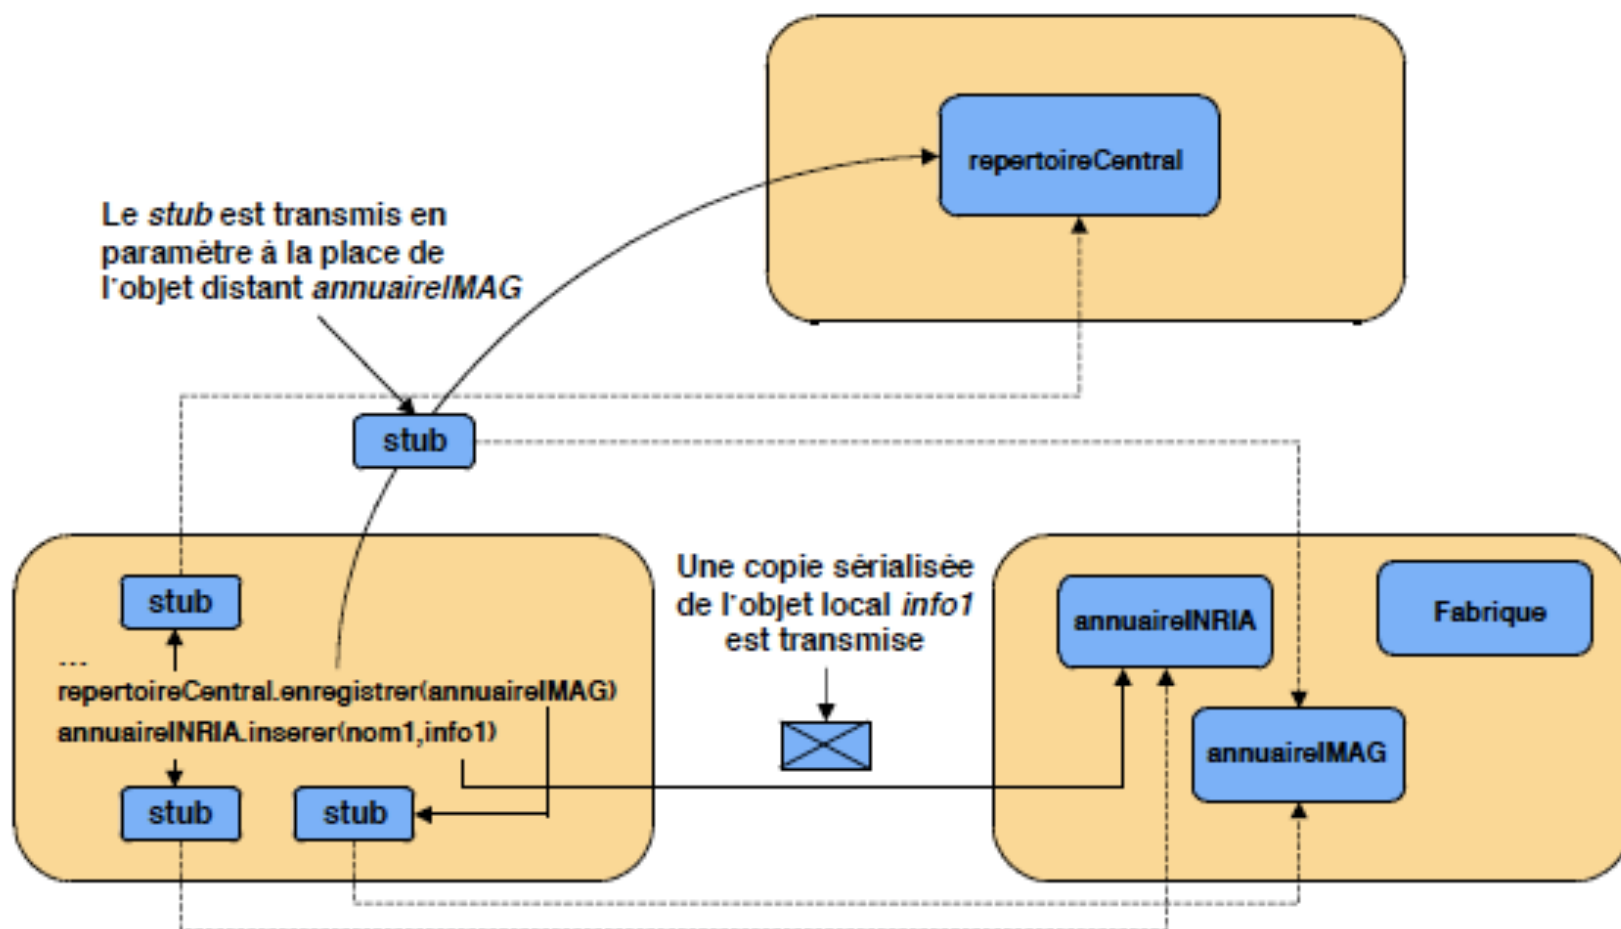 repertoireCentral
Le stub est transmis en
paramètre à la place de
l'objet distant annuaireIMAG
stub
Une copie sérialisée
de l'objet local info1
est transmise
stub
...
repertoireCentral.enregistrer(annuaireIMAG)
annuaireINRIA.inserer(nom1,info1)
stub
stub
annuaireINRIA
Fabrique
annuaireIMAG